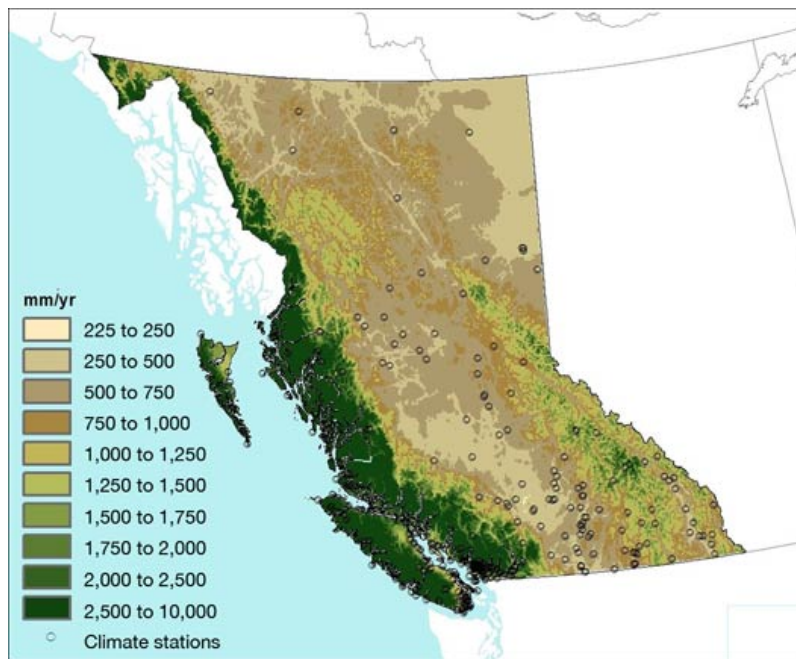 mm/yr
225 to 250
250 to 500
500 to 750
750 to 1,000
1,000 to 1,250
1,250 to 1,500
1,500 to 1,750
1,750 to 2,000
2,000 to 2,500
2,500 to 10,000
Climate stations